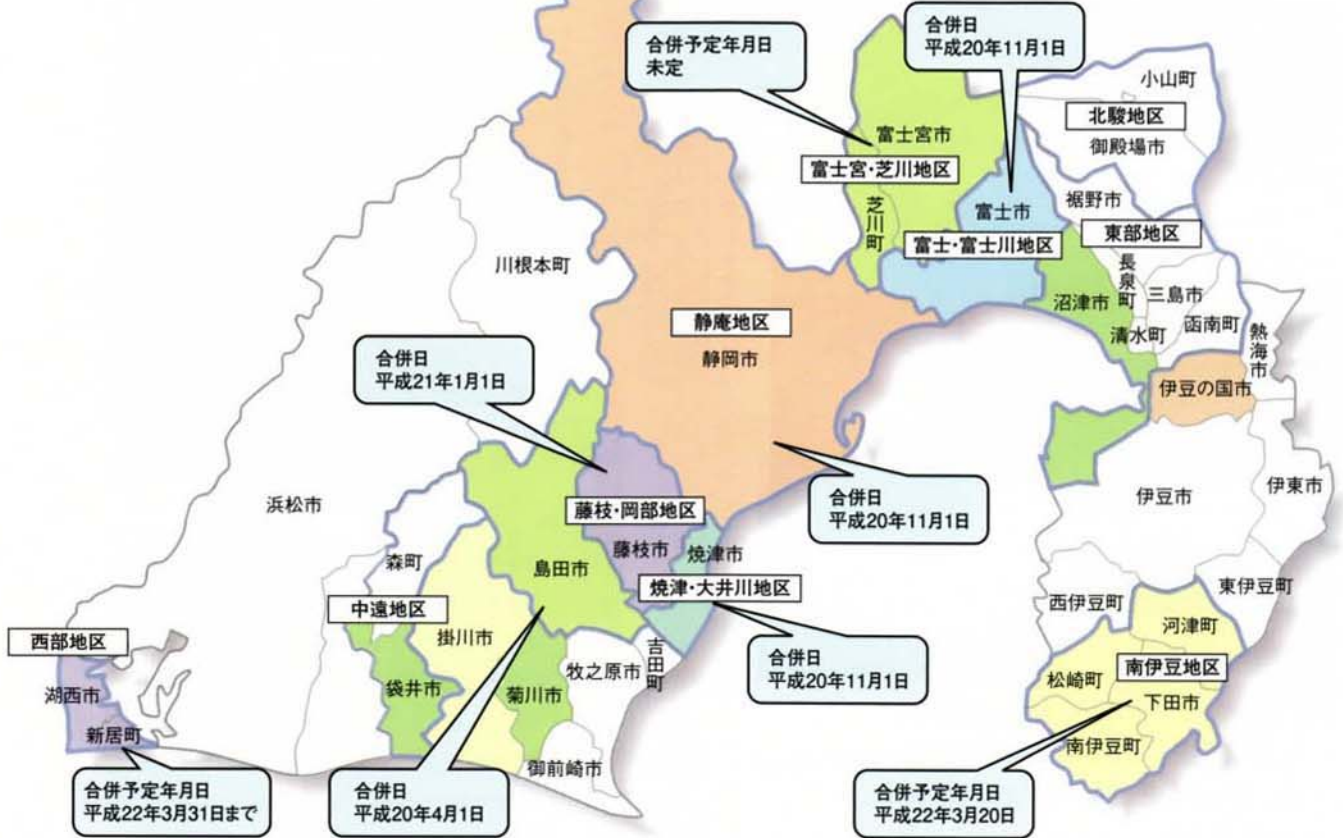 合併予定年月日
未定
合併日
平成20年11月1日
小山町
北駿地区
御殿場市
富士宮市
富士宮・芝川地区
芝川町
富士市
富士・富士川地区
裾野市
東部地区
長泉町
三島市
沼津市
清水町
函南町
熱海市
伊豆の国市
川根本町
静庵地区
静岡市
合併日
平成21年1月1日
合併日
平成20年11月1日
伊豆市
伊東市
浜松市
藤枝・岡部地区
藤枝市
焼津市
森町
島田市
焼津・大井川地区
中遠地区
掛川市
西伊豆町
東伊豆町
河津町
西部地区
湖西市
新居町
袋井市
菊川市
牧之原市
吉田町
合併日
平成20年11月1日
松崎町
南伊豆地区
下田市
南伊豆町
御前崎市
合併予定年月日
平成22年3月31日まで
合併日
平成20年4月1日
合併予定年月日
平成22年3月20日